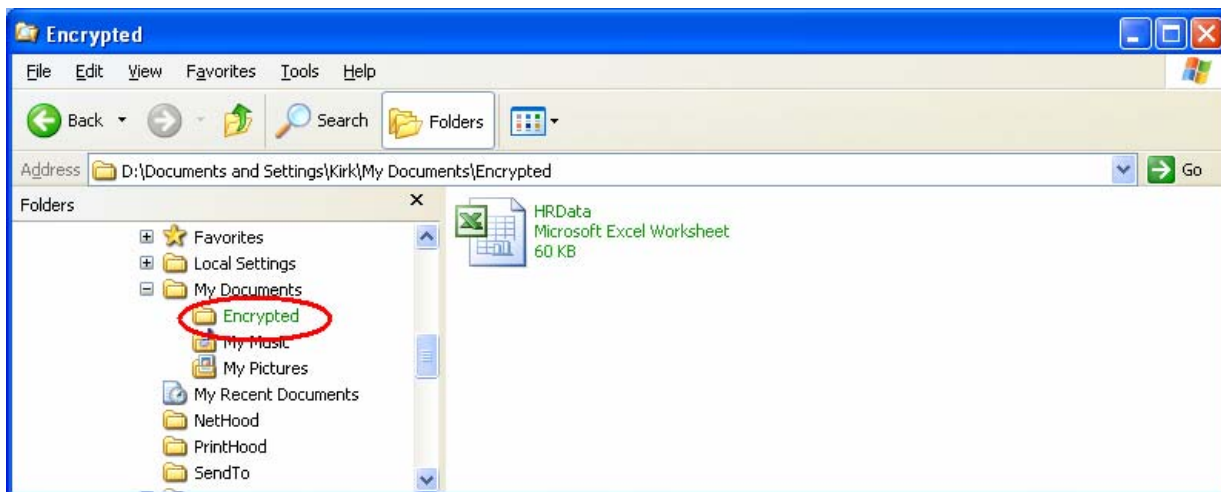 Encrypted
File Edit View Favorites Tools Help
Back Search Folders
Address D:\Documents and Settings\Kirk\My Documents\Encrypted Go
Folders
Favorites
Local Settings
My Documents
Encrypted
My Music
My Pictures
My Recent Documents
NetHood
PrintHood
SendTo
HRData
Microsoft Excel Worksheet
60 KB